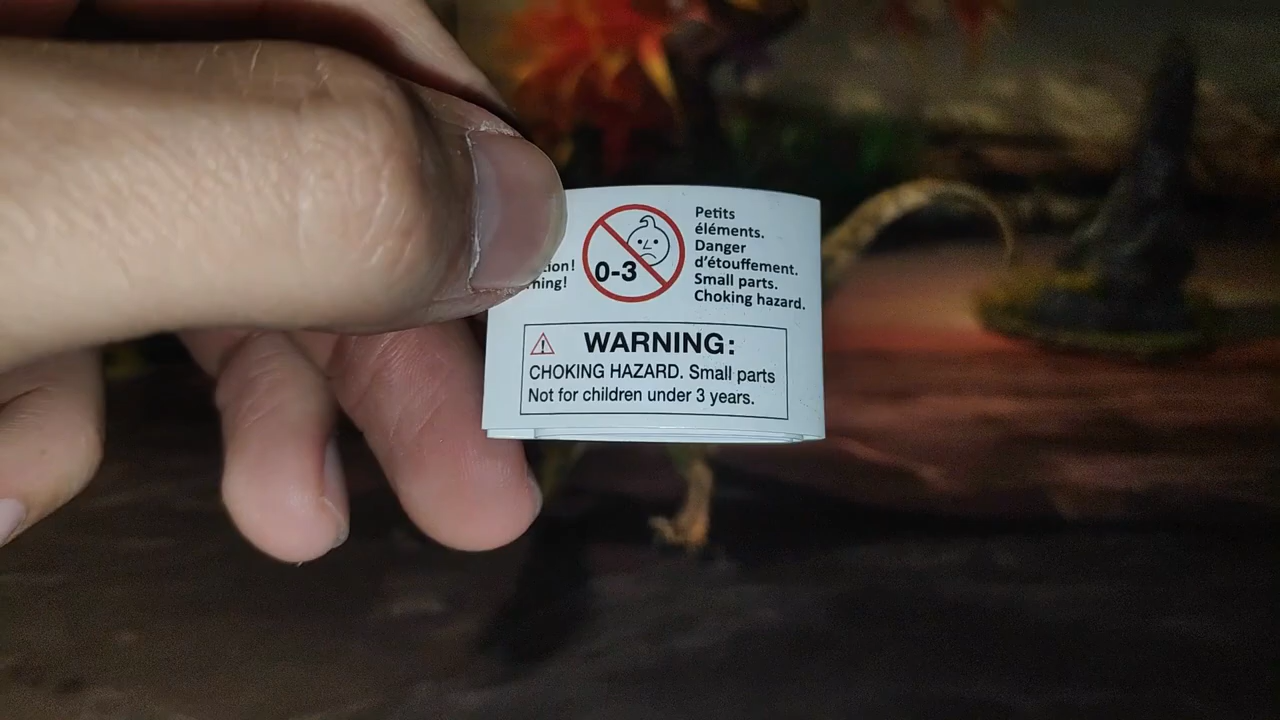 0-3
Petits
éléments.
Danger
d'étouffement.
Small parts.
Choking hazard.
WARNING:
CHOKING HAZARD. Small parts
Not for children under 3 years.